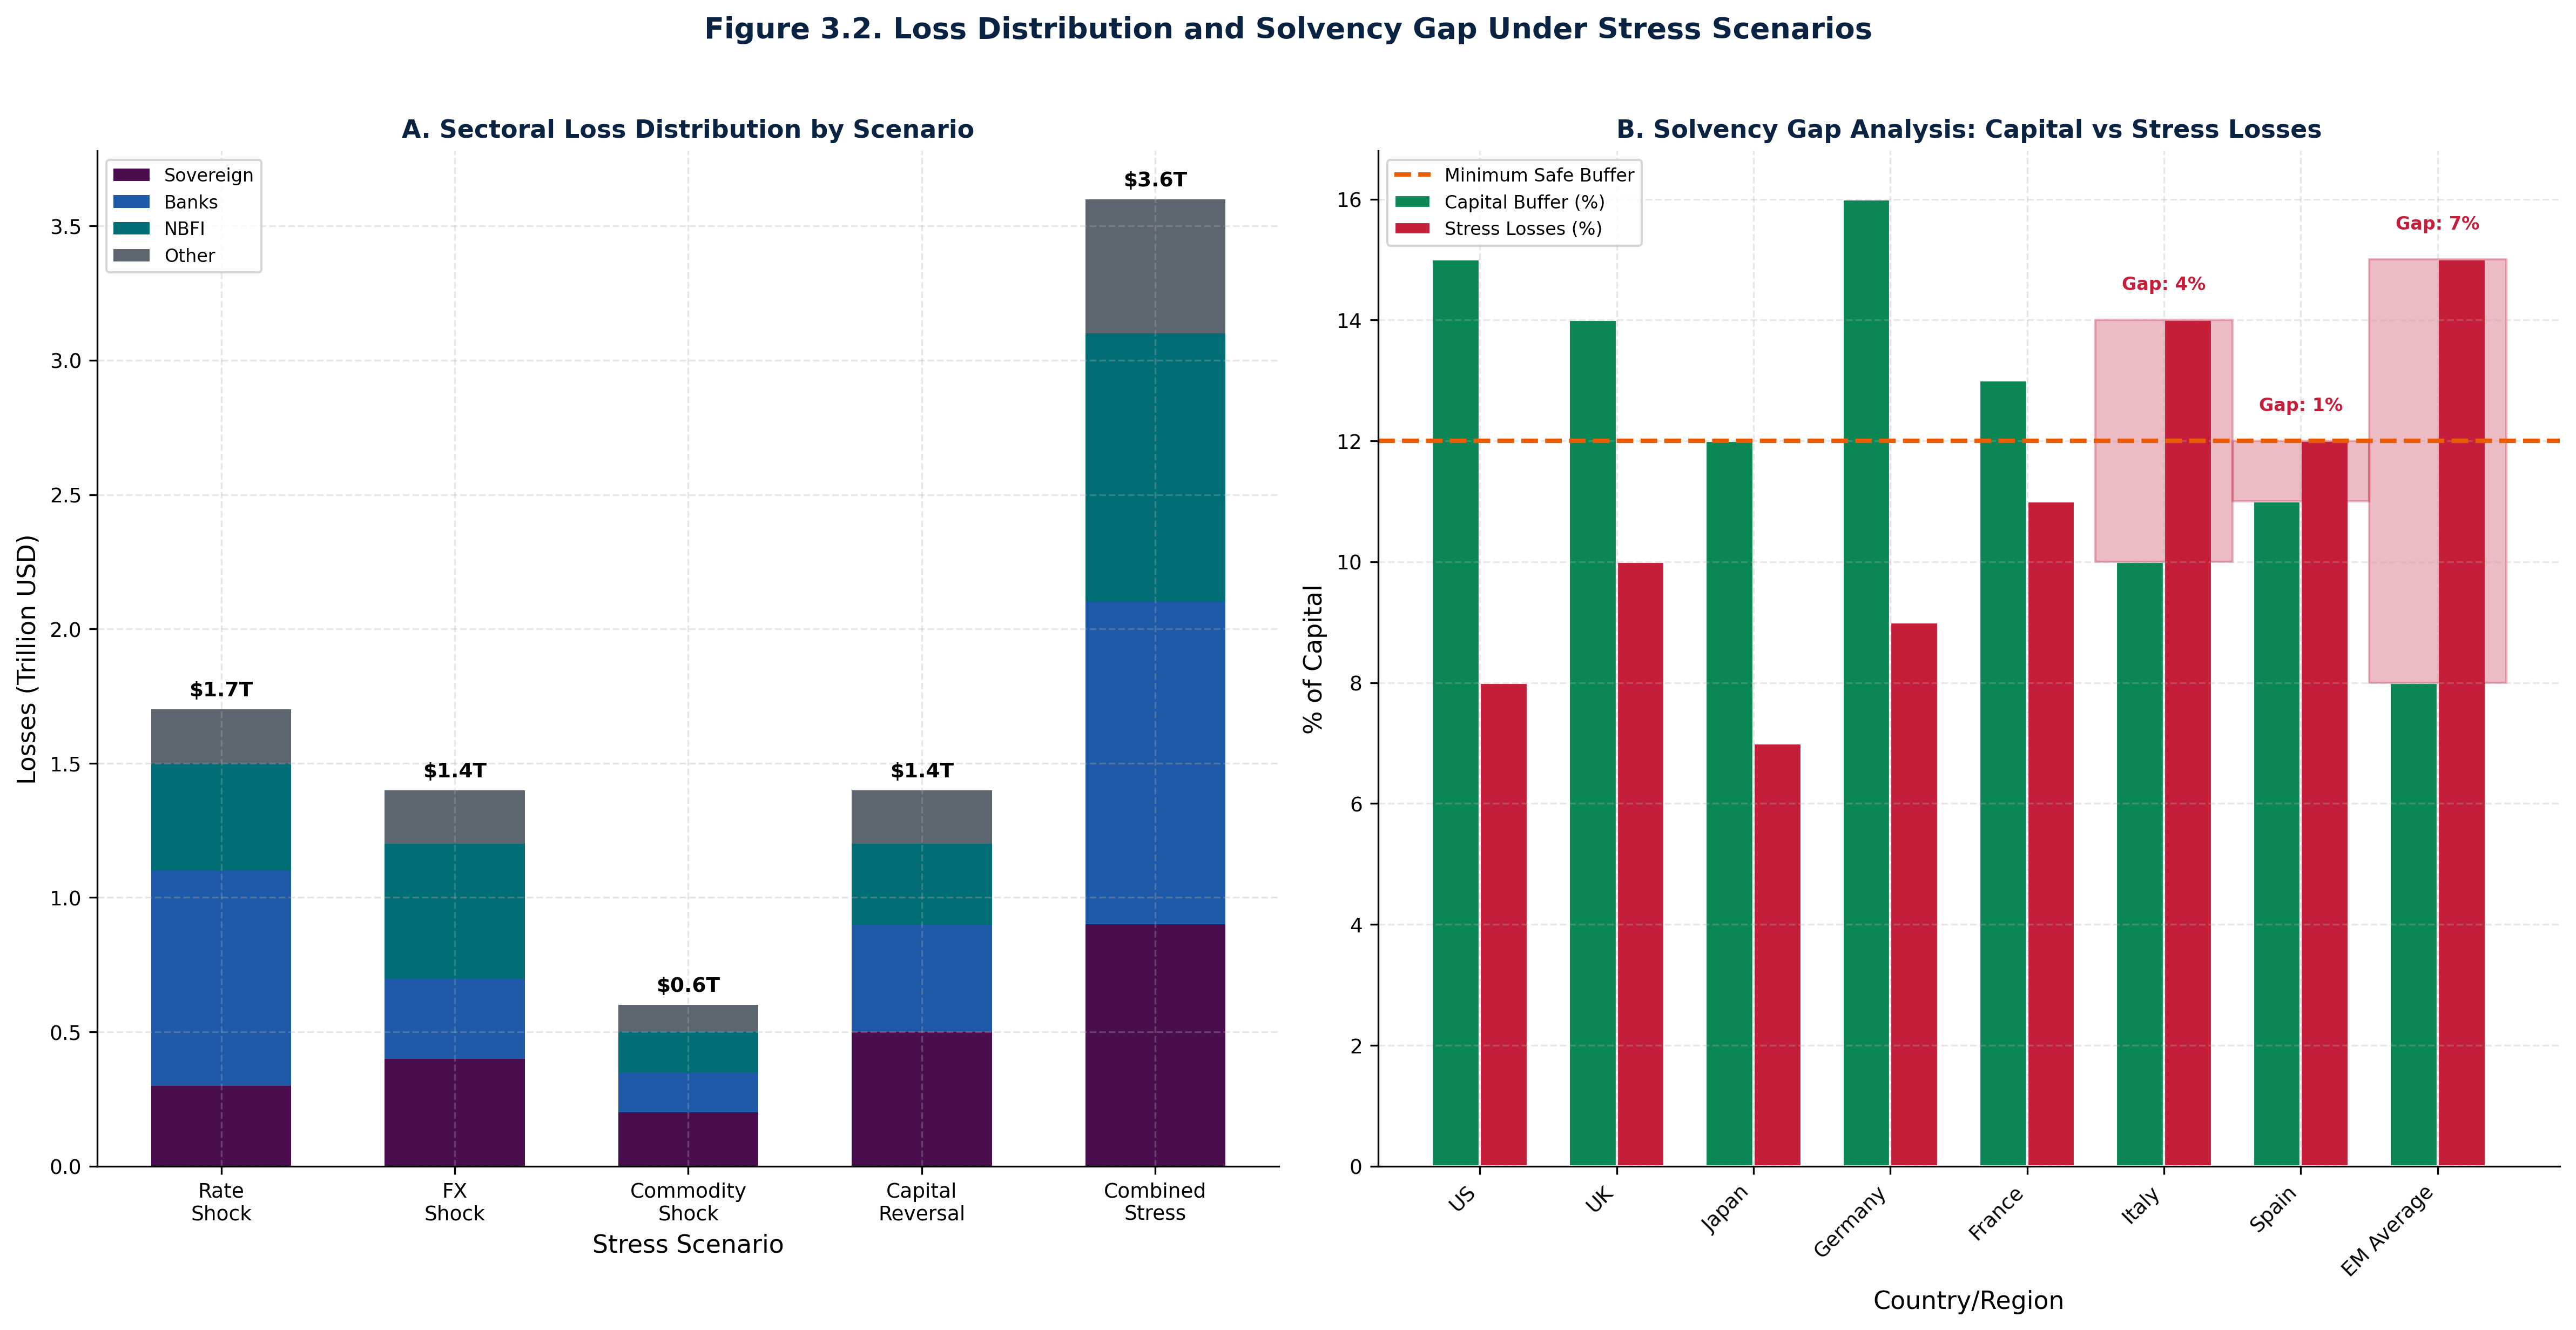 Figure 3.2. Loss Distribution and Solvency Gap Under Stress Scenarios
A. Sectoral Loss Distribution by Scenario
Sovereign
Banks
NBFI
Other
$1.7T
$1.4T
$0.6T
$1.4T
$3.6T
3.5
3.0
2.5
2.0
1.5
1.0
0.5
0.0
Losses (Trillion USD)
Rate
Shock
FX
Shock
Commodity
Shock
Capital
Reversal
Combined
Stress
Stress Scenario
B. Solvency Gap Analysis: Capital vs Stress Losses
Minimum Safe Buffer
Capital Buffer (%)
Stress Losses (%)
Gap: 4%
Gap: 1%
Gap: 7%
16
14
12
10
8
6
4
2
0
% of Capital
US
UK
Japan
Germany
France
Italy
Spain
EM Average
Country/Region